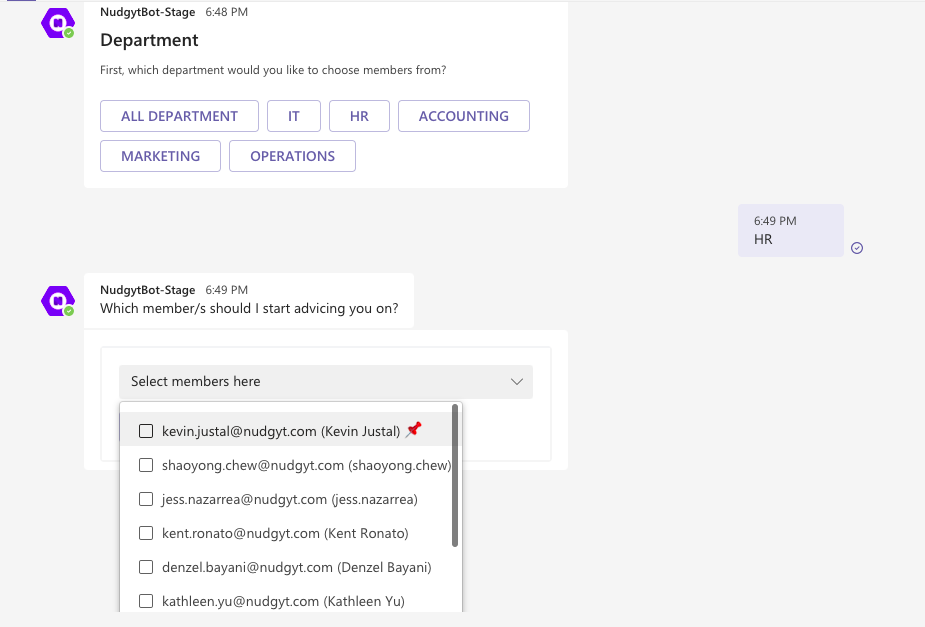 NudgytBot-Stage 6:48 PM
Department
First, which department would you like to choose members from?
ALL DEPARTMENT IT HR ACCOUNTING
MARKETING OPERATIONS
6:49 PM
HR
NudgytBot-Stage 6:49 PM
Which member/s should I start advicing you on?
Select members here
kevin.justal@nudgyt.com (Kevin Justal)
shaoyong.chew@nudgyt.com (shaoyong.chew)
jess.nazarrea@nudgyt.com (jess.nazarrea)
kent.ronato@nudgyt.com (Kent Ronato)
denzel.bayani@nudgyt.com (Denzel Bayani)
kathleen.yu@nudgyt.com (Kathleen Yu)